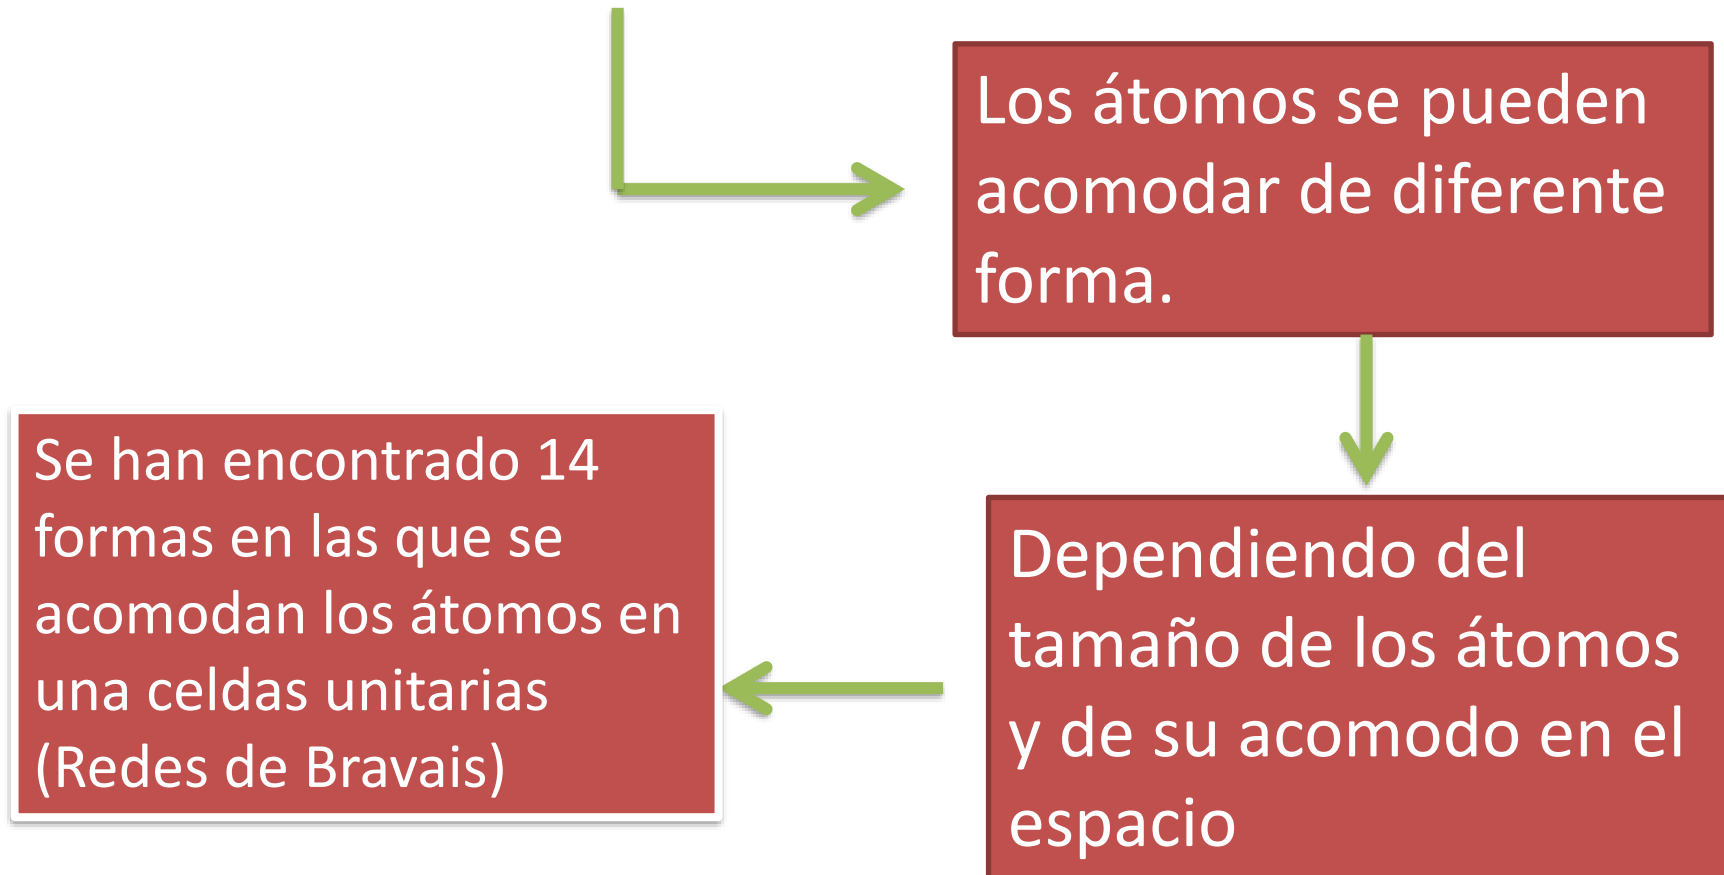 Los átomos se pueden
acomodar de diferente
forma.
Dependiendo del
tamaño de los átomos
y de su acomodo en el
espacio
Se han encontrado 14
formas en las que se
acomodan los átomos en
una celdas unitarias
(Redes de Bravais)